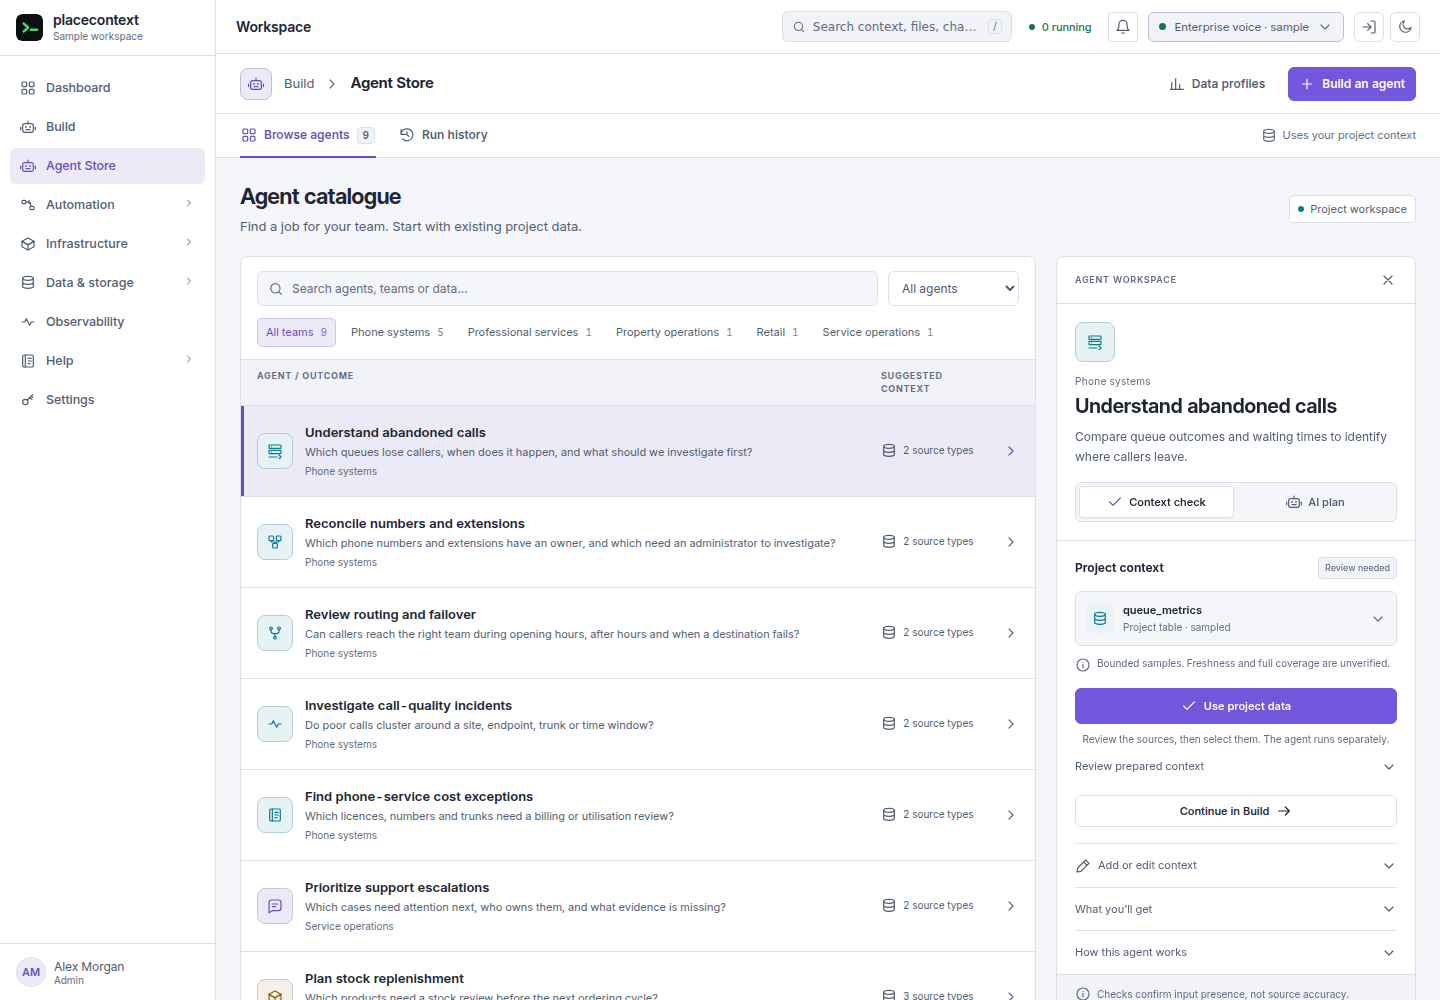 placecontext
Sample workspace
Dashboard
Build
Agent Store
Automation
Infrastructure
Data & storage
Observability
Help
Settings
AM
Alex Morgan
Admin
Workspace
Search context, files, cha…
/
0 running
Enterprise voice · sample
Build
Agent Store
Data profiles
Build an agent
Browse agents 9
Run history
Uses your project context
Agent catalogue
Find a job for your team. Start with existing project data.
Project workspace
Search agents, teams or data…
All agents
All teams 9
Phone systems 5
Professional services 1
Property operations 1
Retail 1
Service operations 1
AGENT / OUTCOME
SUGGESTED
CONTEXT
Understand abandoned calls
Which queues lose callers, when does it happen, and what should we investigate first?
Phone systems
2 source types
Reconcile numbers and extensions
Which phone numbers and extensions have an owner, and which need an administrator to investigate?
Phone systems
2 source types
Review routing and failover
Can callers reach the right team during opening hours, after hours and when a destination fails?
Phone systems
2 source types
Investigate call-quality incidents
Do poor calls cluster around a site, endpoint, trunk or time window?
Phone systems
2 source types
Find phone-service cost exceptions
Which licences, numbers and trunks need a billing or utilisation review?
Phone systems
2 source types
Prioritize support escalations
Which cases need attention next, who owns them, and what evidence is missing?
Service operations
2 source types
Plan stock replenishment
Which products need a stock review before the next ordering cycle?
3 source types
AGENT WORKSPACE
Phone systems
Understand abandoned calls
Compare queue outcomes and waiting times to identify
where callers leave.
Context check
AI plan
Project context
Review needed
queue_metrics
Project table · sampled
Bounded samples. Freshness and full coverage are unverified.
Use project data
Review the sources, then select them. The agent runs separately.
Review prepared context
Continue in Build
Add or edit context
What you'll get
How this agent works
Checks confirm input presence, not source accuracy.